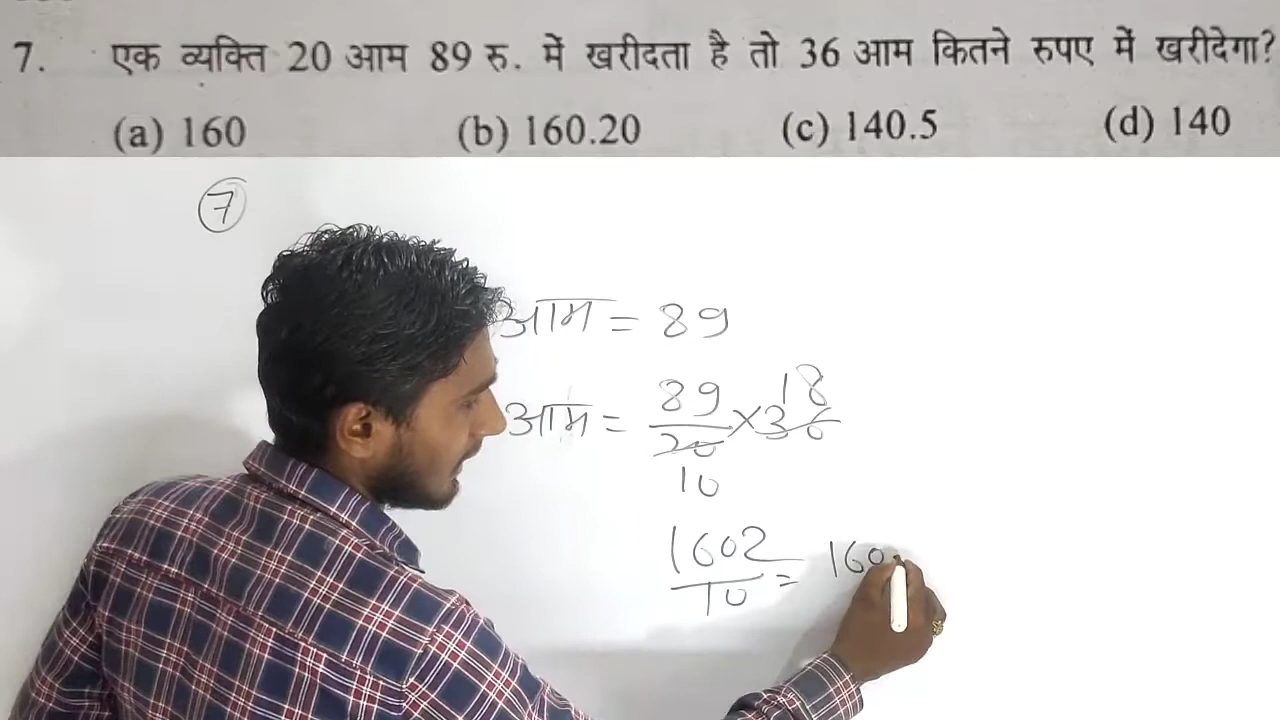 7. एक व्यक्ति 20 आम 89 रु. में खरीदता है तो 36 आम कितने रुपए में खरीदेगा?
(a) 160 (b) 160.20 (c) 140.5 (d) 140
7
आम = 89
18
आम = 89/20 × 36
10
1602/10 = 160